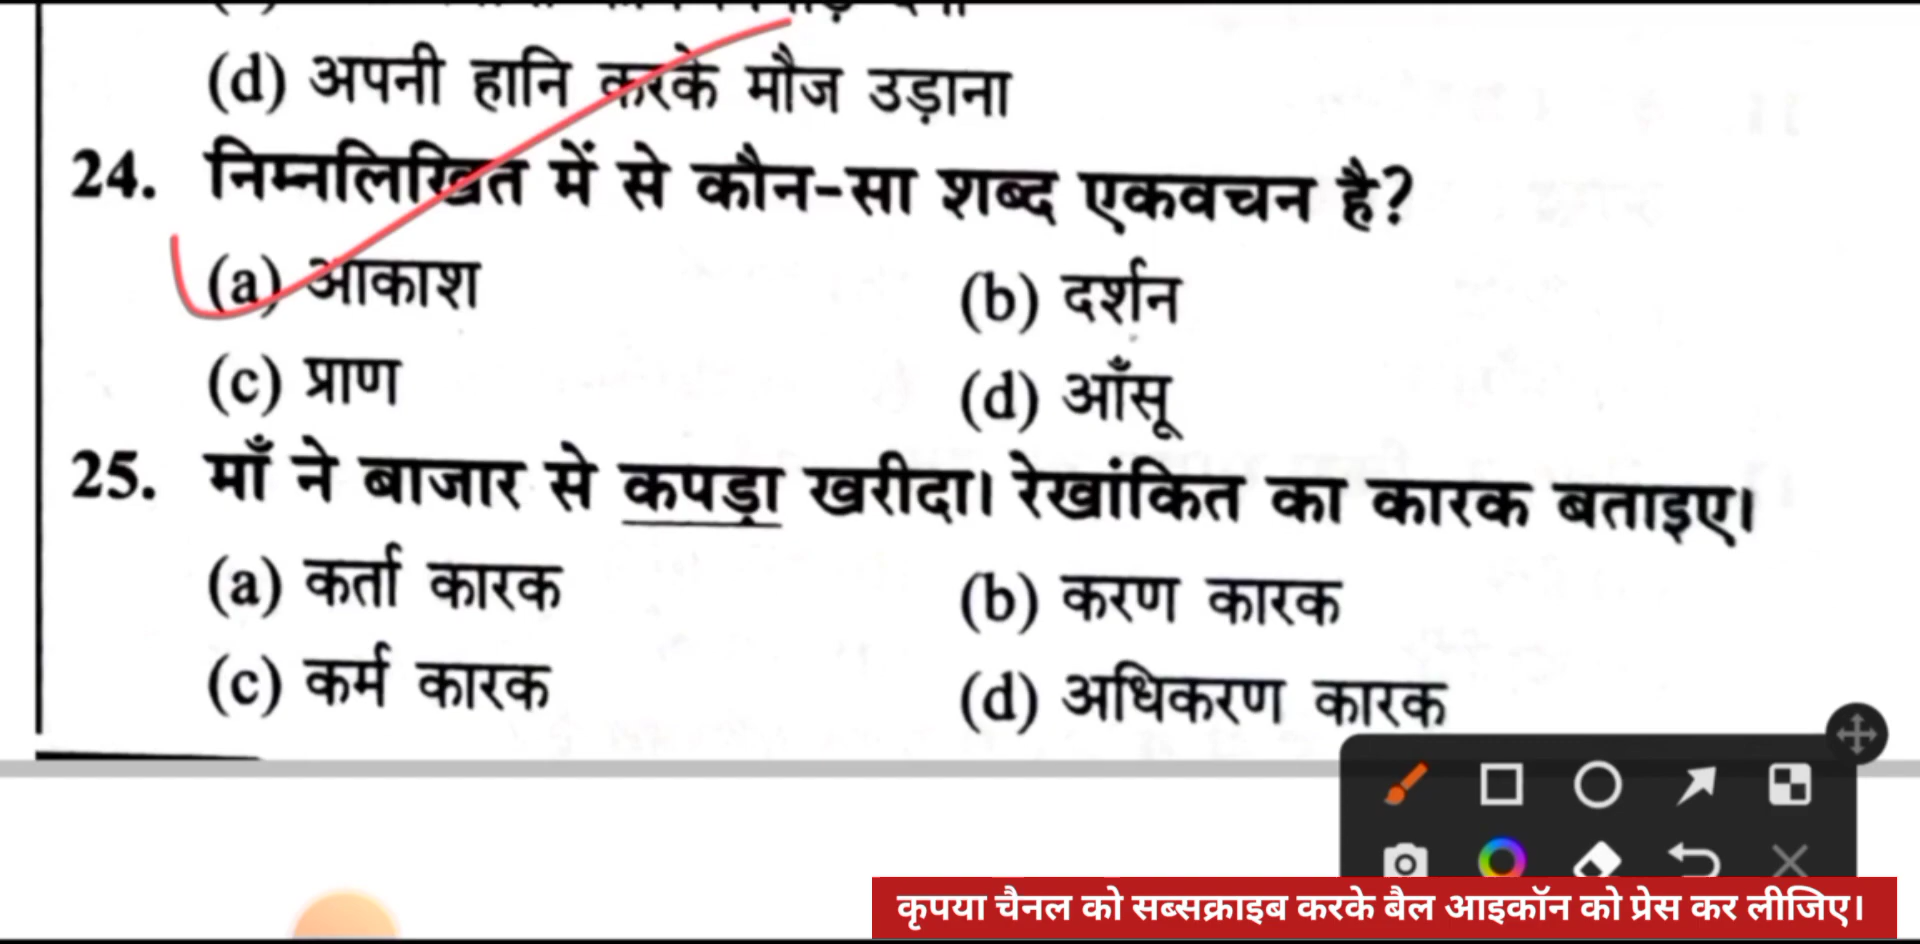 (d) अपनी हानि करके मौज उड़ाना
24. निम्नलिखित में से कौन-सा शब्द एकवचन है?
(a) आकाश (b) दर्शन
(c) प्राण (d) आँसू
25. माँ ने बाजार से कपड़ा खरीदा। रेखांकित का कारक बताइए।
(a) कर्ता कारक (b) करण कारक
(c) कर्म कारक (d) अधिकरण कारक
कृपया चैनल को सब्सक्राइब करके बैल आइकॉन को प्रेस कर लीजिए।